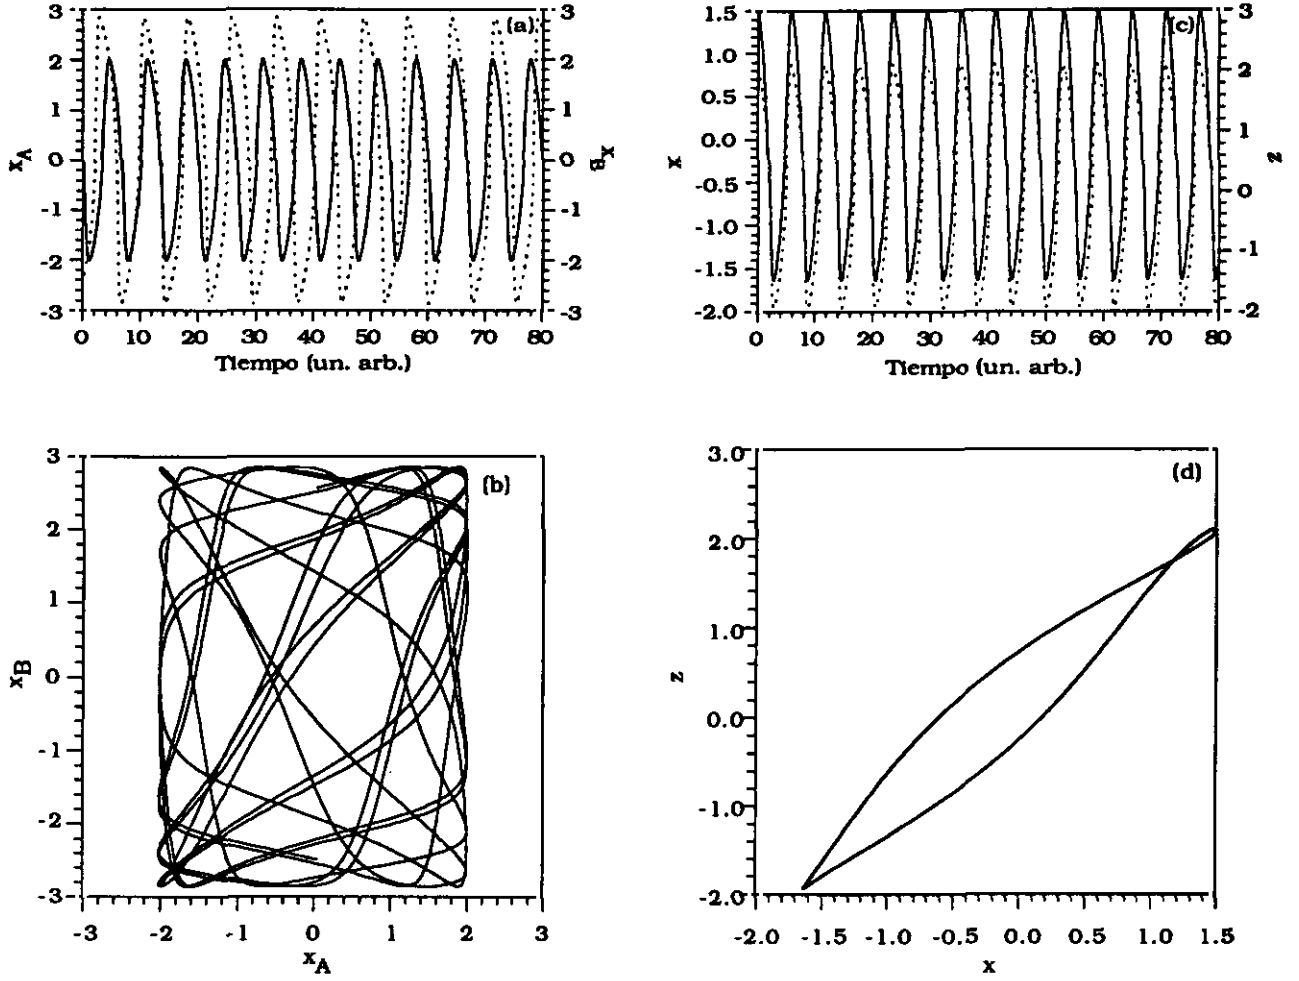 (a)
3
2
1
0
-1
-2
-3
x_A
3
2
1
0
-1
-2
-3
x_B
0 10 20 30 40 50 60 70 80
Tiempo (un. arb.)
(c)
1.5
1.0
0.5
0.0
-0.5
-1.0
-1.5
-2.0
x
3
2
1
0
-1
-2
z
0 10 20 30 40 50 60 70 80
Tiempo (un. arb.)
(b)
3
2
1
0
-1
-2
-3
x_B
-3 -2 -1 0 1 2 3
x_A
(d)
3.0
2.0
1.0
0.0
-1.0
-2.0
z
-2.0 -1.5 -1.0 -0.5 0.0 0.5 1.0 1.5
x